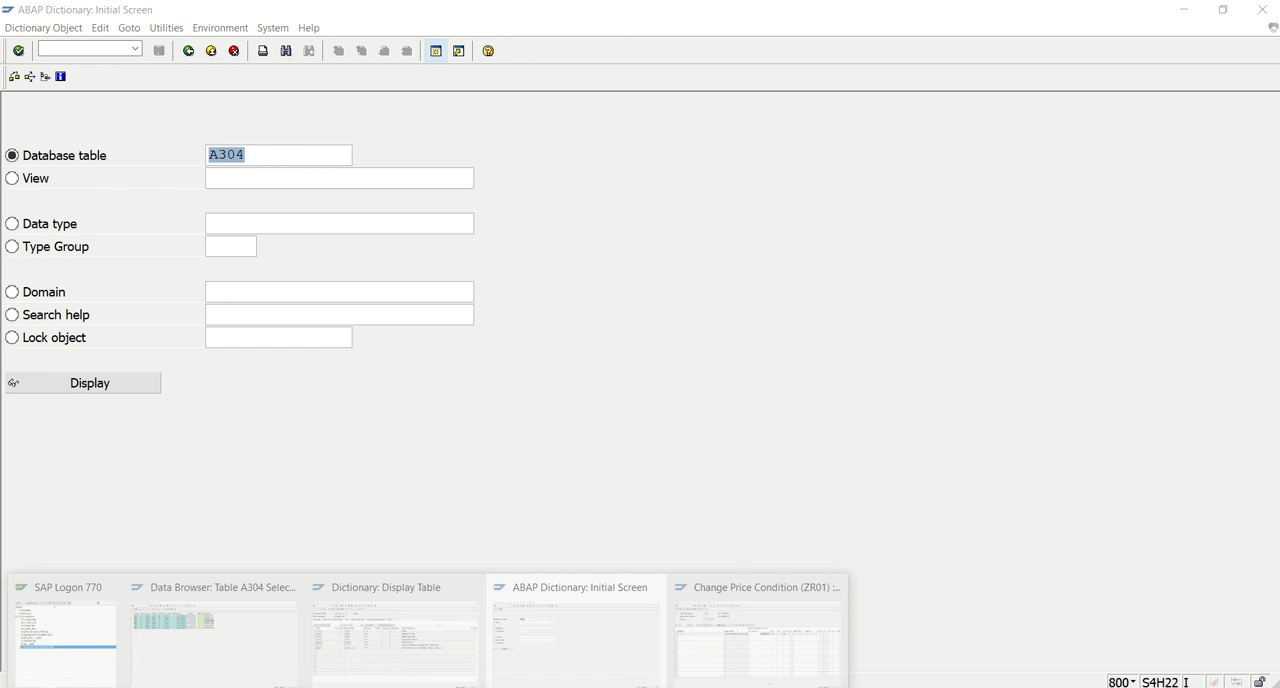 ABAP Dictionary: Initial Screen
Dictionary Object Edit Goto Utilities Environment System Help
Database table A304
View
Data type
Type Group
Domain
Search help
Lock object
Display
SAP Logon 770 Data Browser: Table A304 Selec... Dictionary: Display Table ABAP Dictionary: Initial Screen Change Price Condition (ZR01) :...
800 S4H22 I